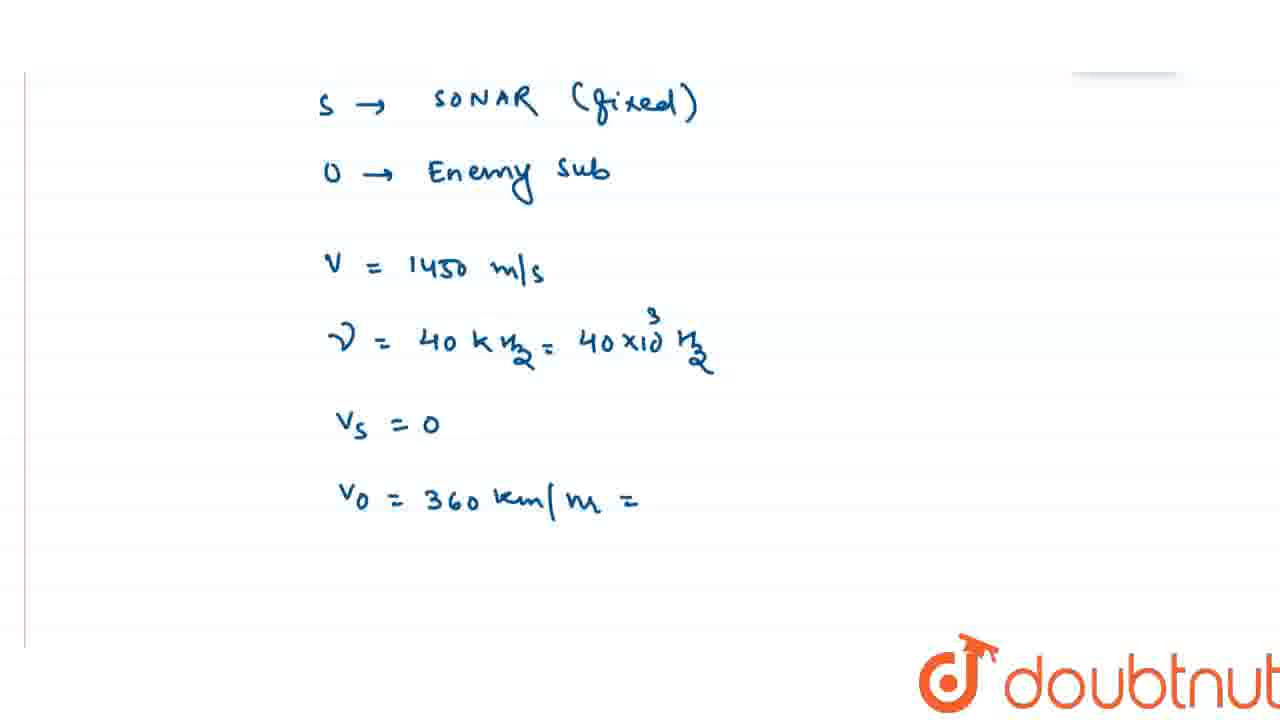 S → SONAR (fixed)
O → Enemy sub
V = 1450 m/s
ν = 40 kHz = 40×10³ Hz
Vs = 0
Vo = 360 km/m =
doubtnut